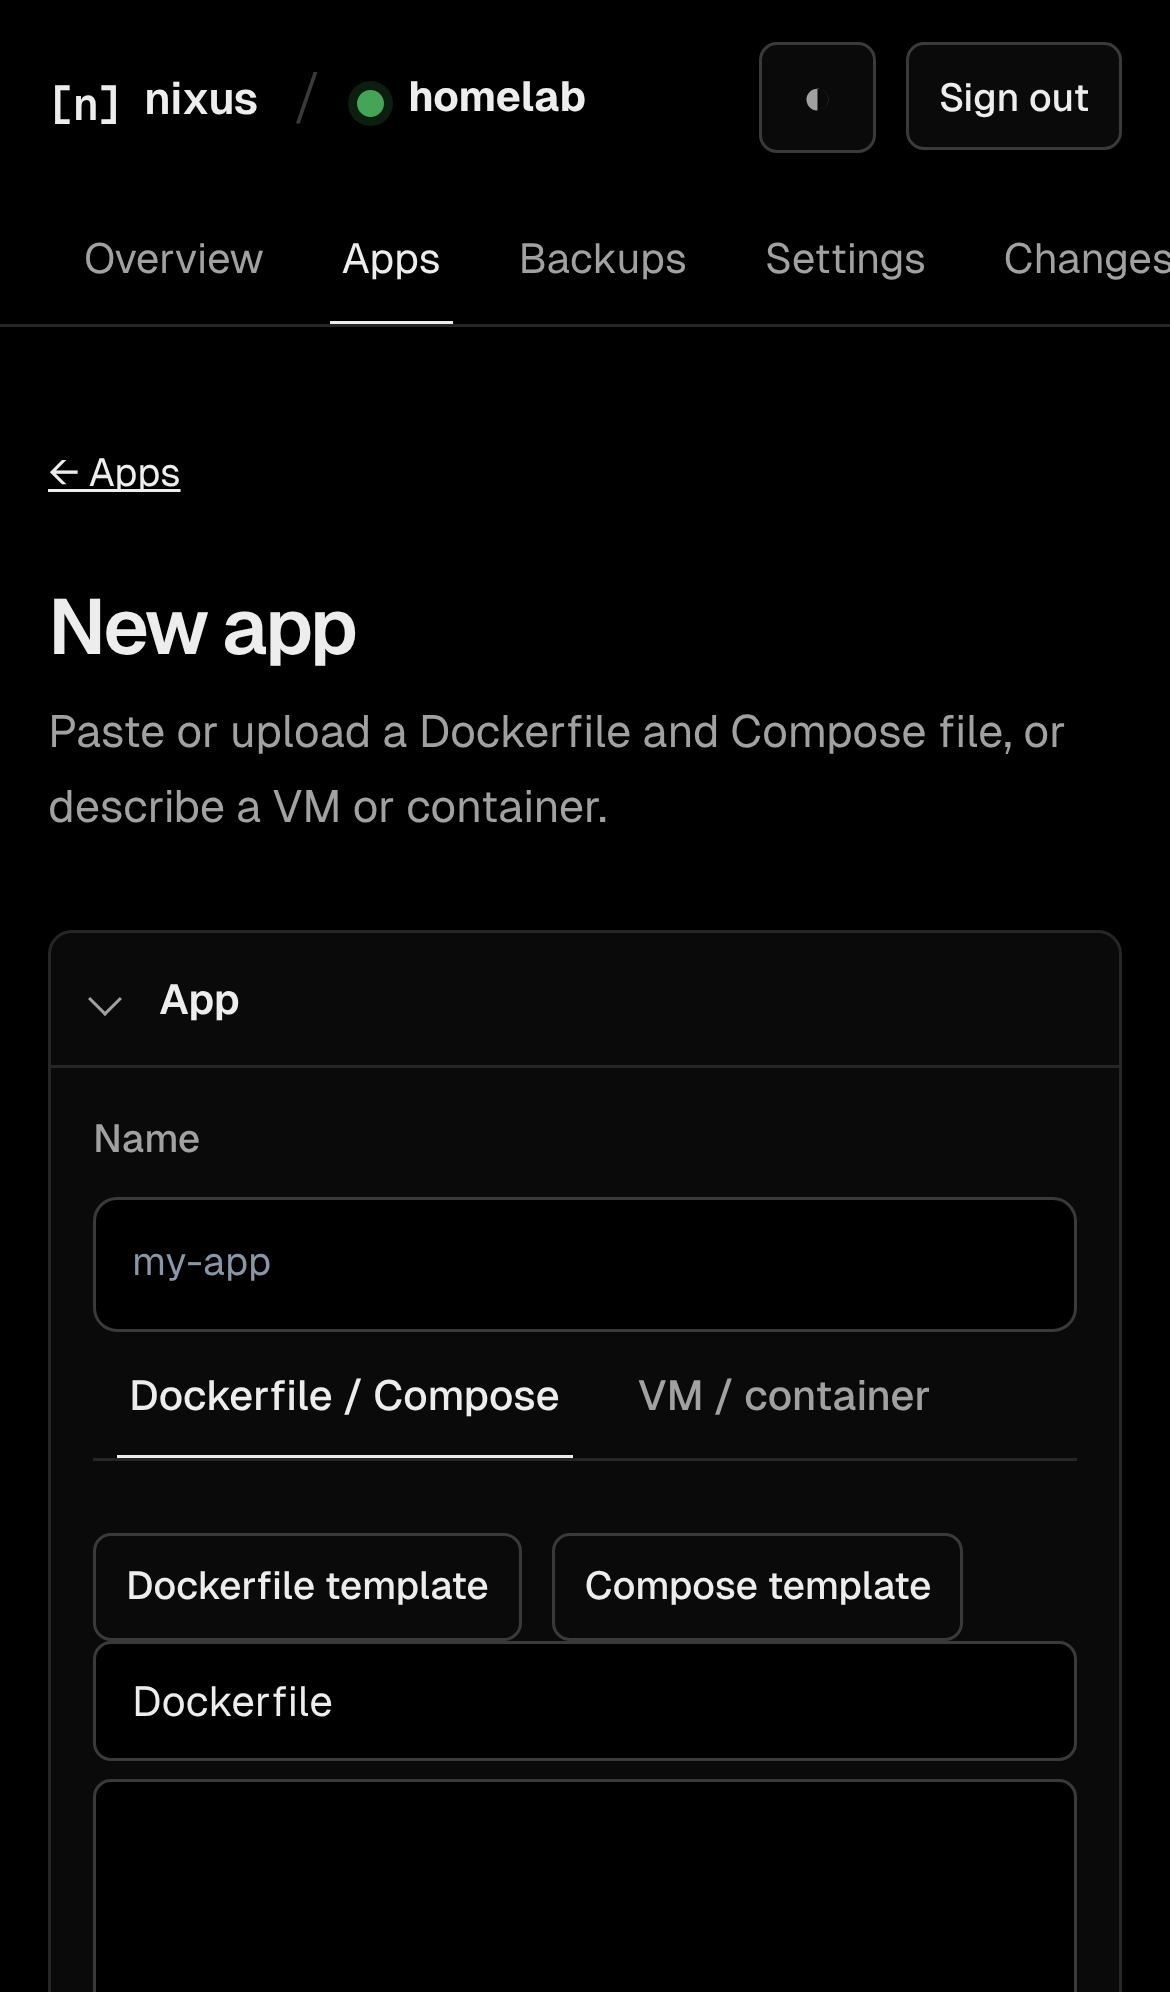 [n] nixus / homelab
Sign out
Overview Apps Backups Settings Changes
← Apps
New app
Paste or upload a Dockerfile and Compose file, or
describe a VM or container.
App
Name
my-app
Dockerfile / Compose VM / container
Dockerfile template Compose template
Dockerfile